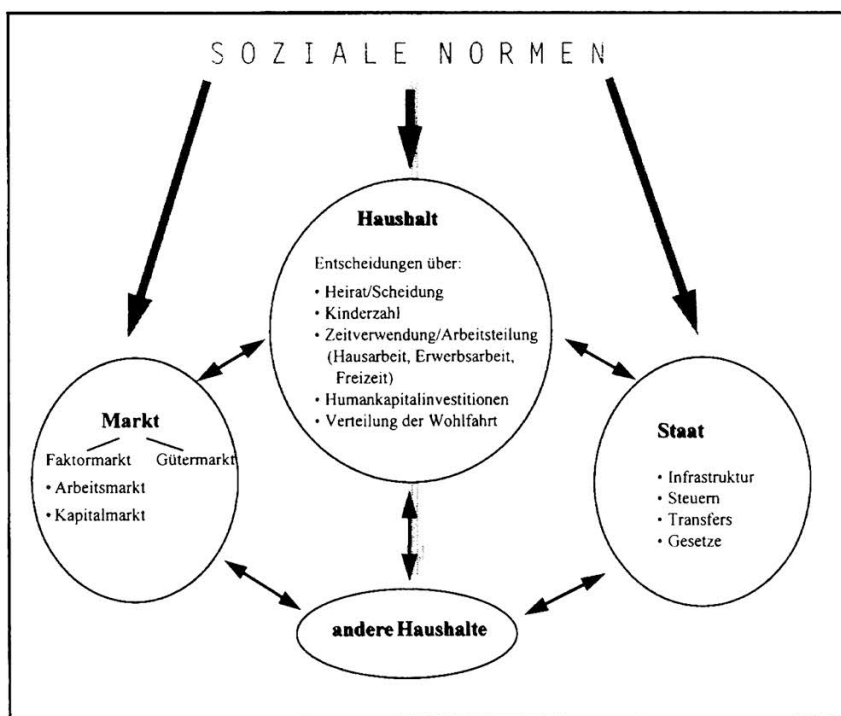 SOZIALE NORMEN
Haushalt
Entscheidungen über:
• Heirat/Scheidung
• Kinderzahl
• Zeitverwendung/Arbeitsteilung
(Hausarbeit, Erwerbsarbeit,
Freizeit)
• Humankapitalinvestitionen
• Verteilung der Wohlfahrt
Markt
Faktormarkt Gütermarkt
• Arbeitsmarkt
• Kapitalmarkt
Staat
• Infrastruktur
• Steuern
• Transfers
• Gesetze
andere Haushalte